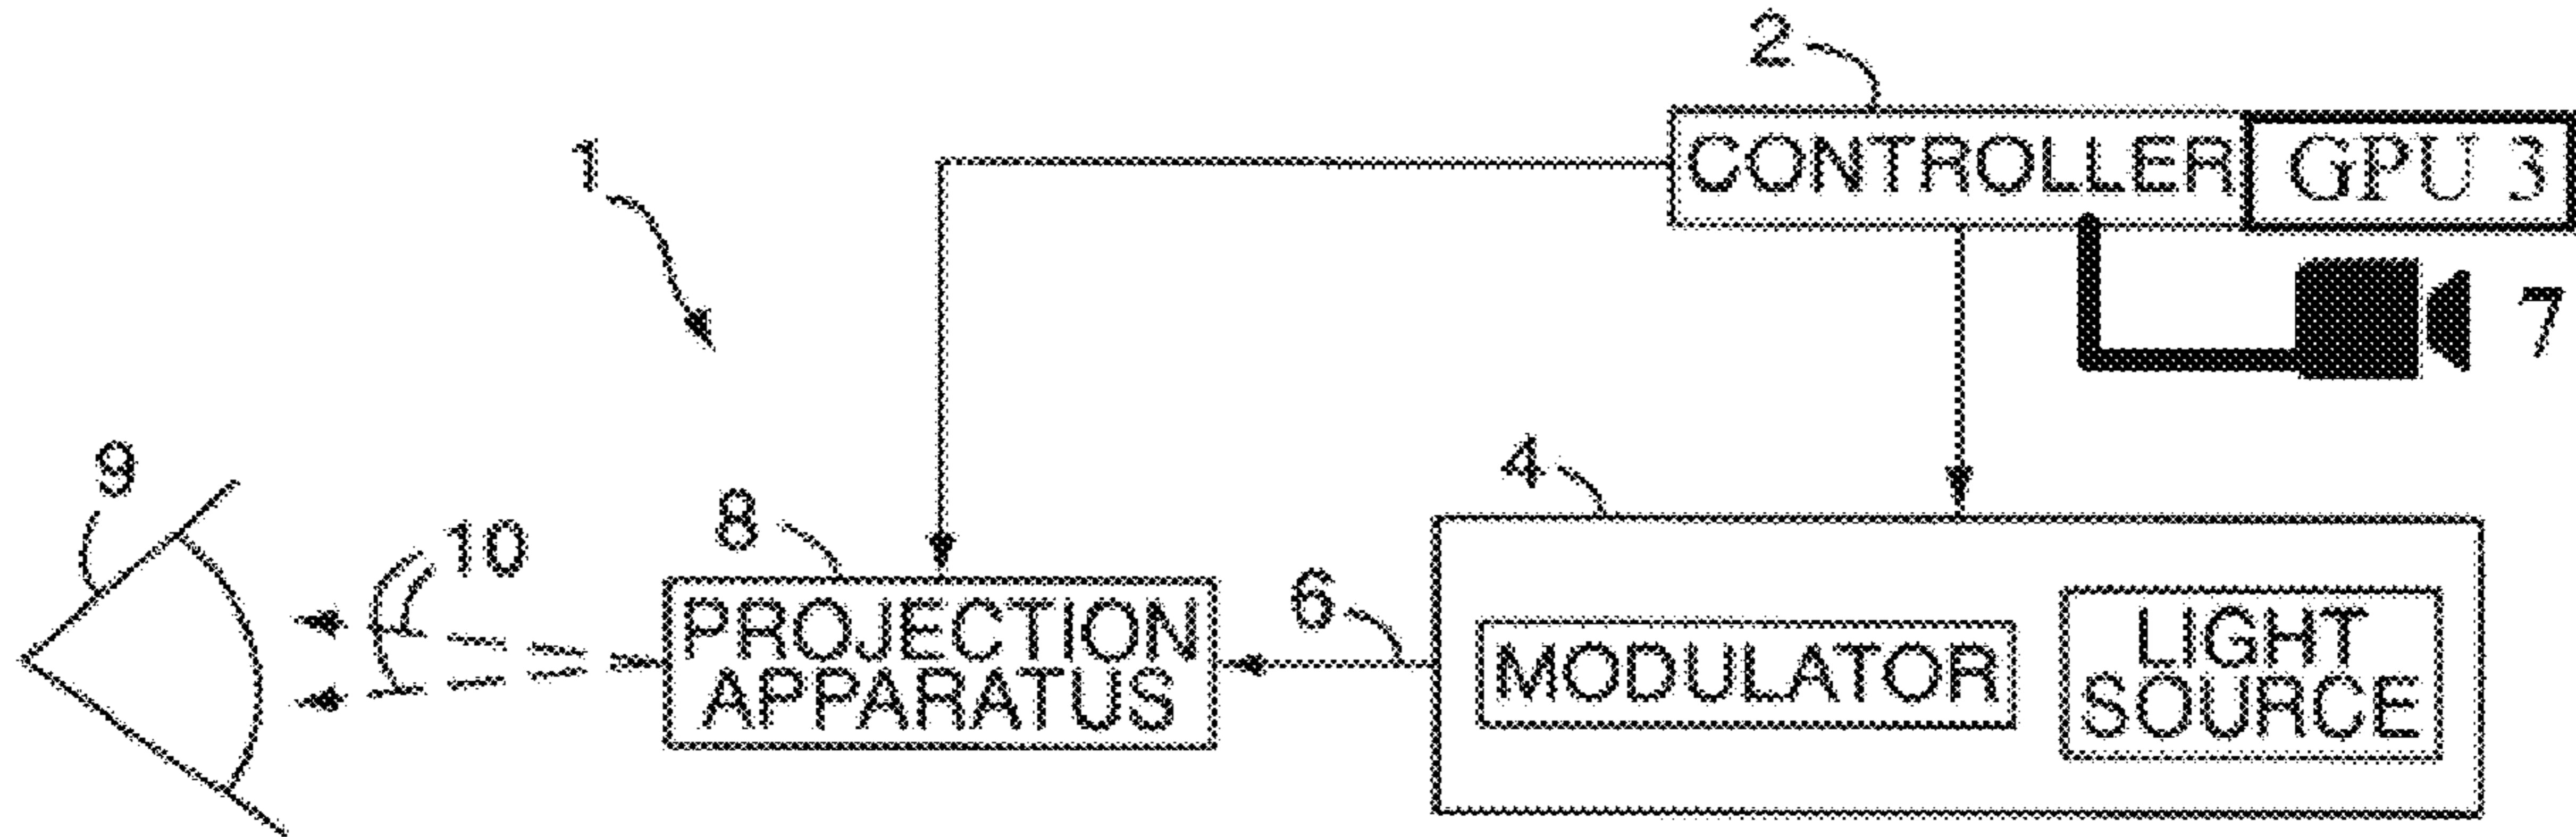 2
CONTROLLER GPU 3
1
7
4
9
8
10
6
PROJECTION
APPARATUS
MODULATOR
LIGHT
SOURCE